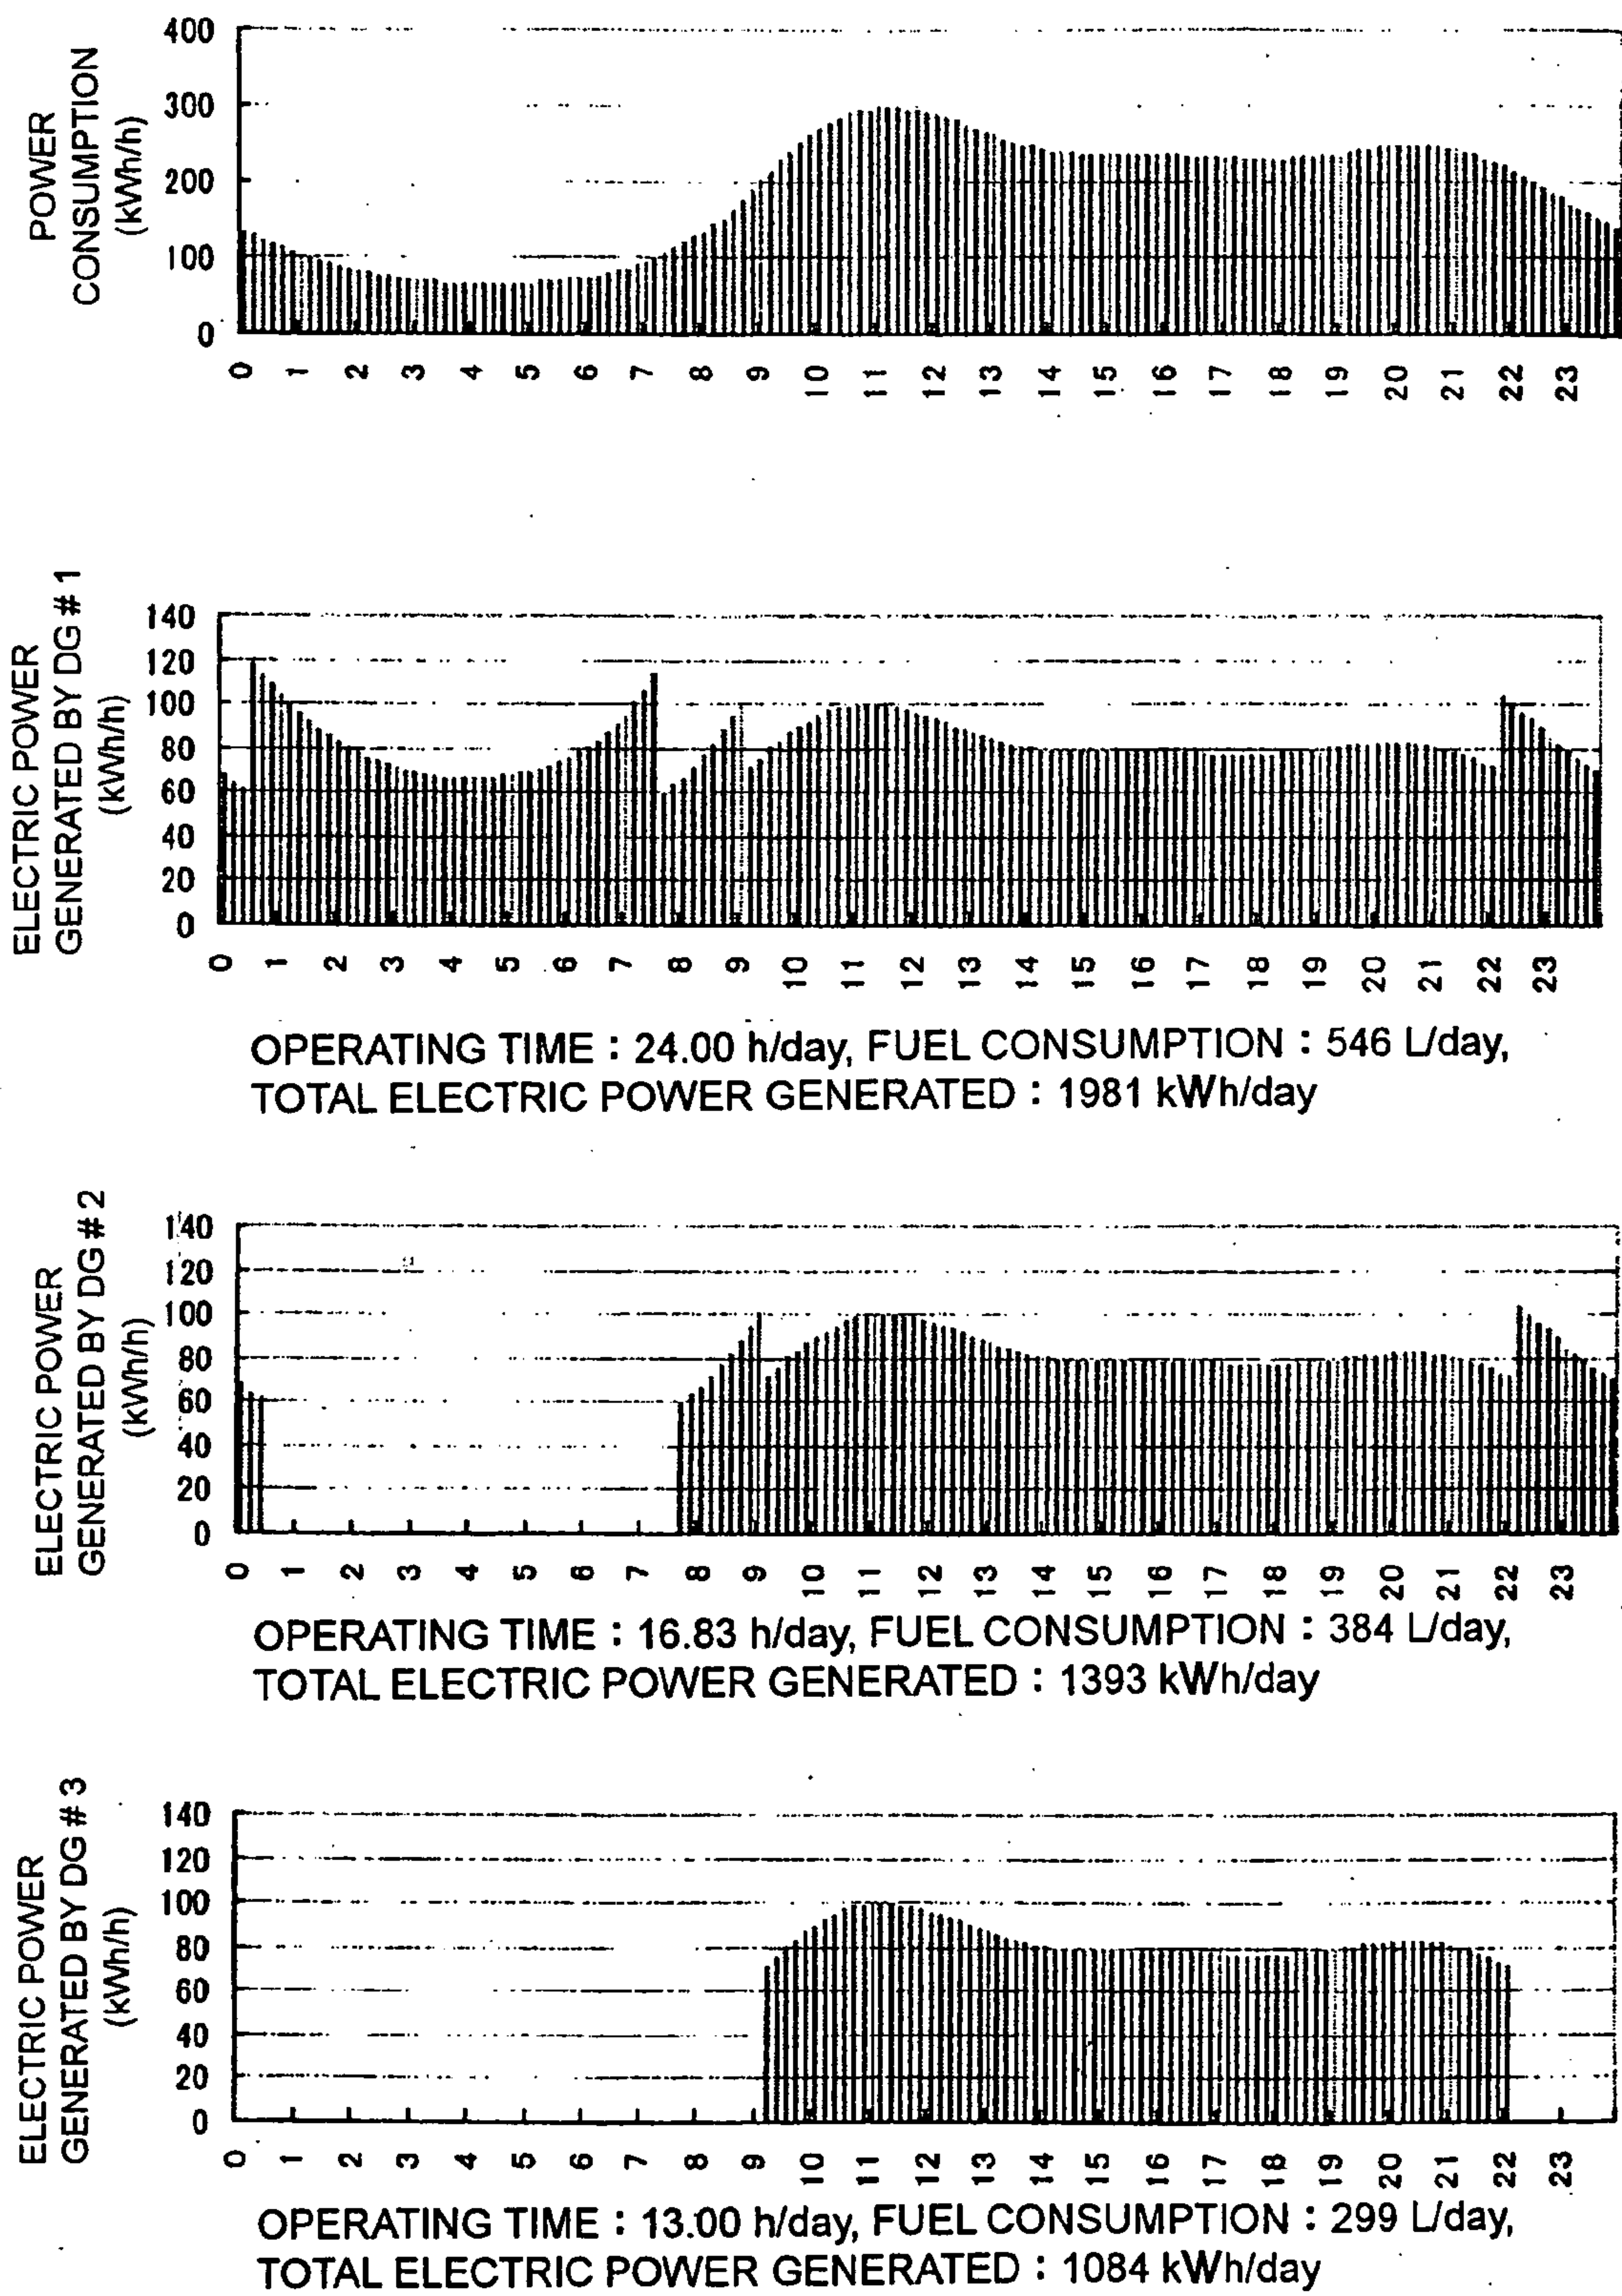 POWER
CONSUMPTION
(kWh/h)
400
300
200
100
0
0 1 2 3 4 5 6 7 8 9 10 11 12 13 14 15 16 17 18 19 20 21 22 23
ELECTRIC POWER
GENERATED BY DG#1
(kWh/h)
140
120
100
80
60
40
20
0
0 1 2 3 4 5 6 7 8 9 10 11 12 13 14 15 16 17 18 19 20 21 22 23
OPERATING TIME : 24.00 h/day, FUEL CONSUMPTION : 546 L/day,
TOTAL ELECTRIC POWER GENERATED : 1981 kWh/day
ELECTRIC POWER
GENERATED BY DG#2
(kWh/h)
140
120
100
80
60
40
20
0
0 1 2 3 4 5 6 7 8 9 10 11 12 13 14 15 16 17 18 19 20 21 22 23
OPERATING TIME : 16.83 h/day, FUEL CONSUMPTION : 384 L/day,
TOTAL ELECTRIC POWER GENERATED : 1393 kWh/day
ELECTRIC POWER
GENERATED BY DG#3
(kWh/h)
140
120
100
80
60
40
20
0
0 1 2 3 4 5 6 7 8 9 10 11 12 13 14 15 16 17 18 19 20 21 22 23
OPERATING TIME : 13.00 h/day, FUEL CONSUMPTION : 299 L/day,
TOTAL ELECTRIC POWER GENERATED : 1084 kWh/day